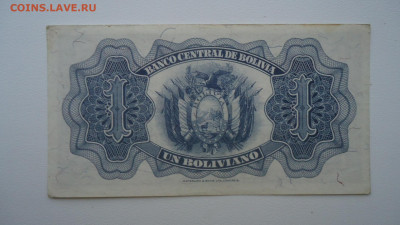 COINS.LAVE.RU
BANCO CENTRAL DE BOLIVIA
1 1
UN BOLIVIANO